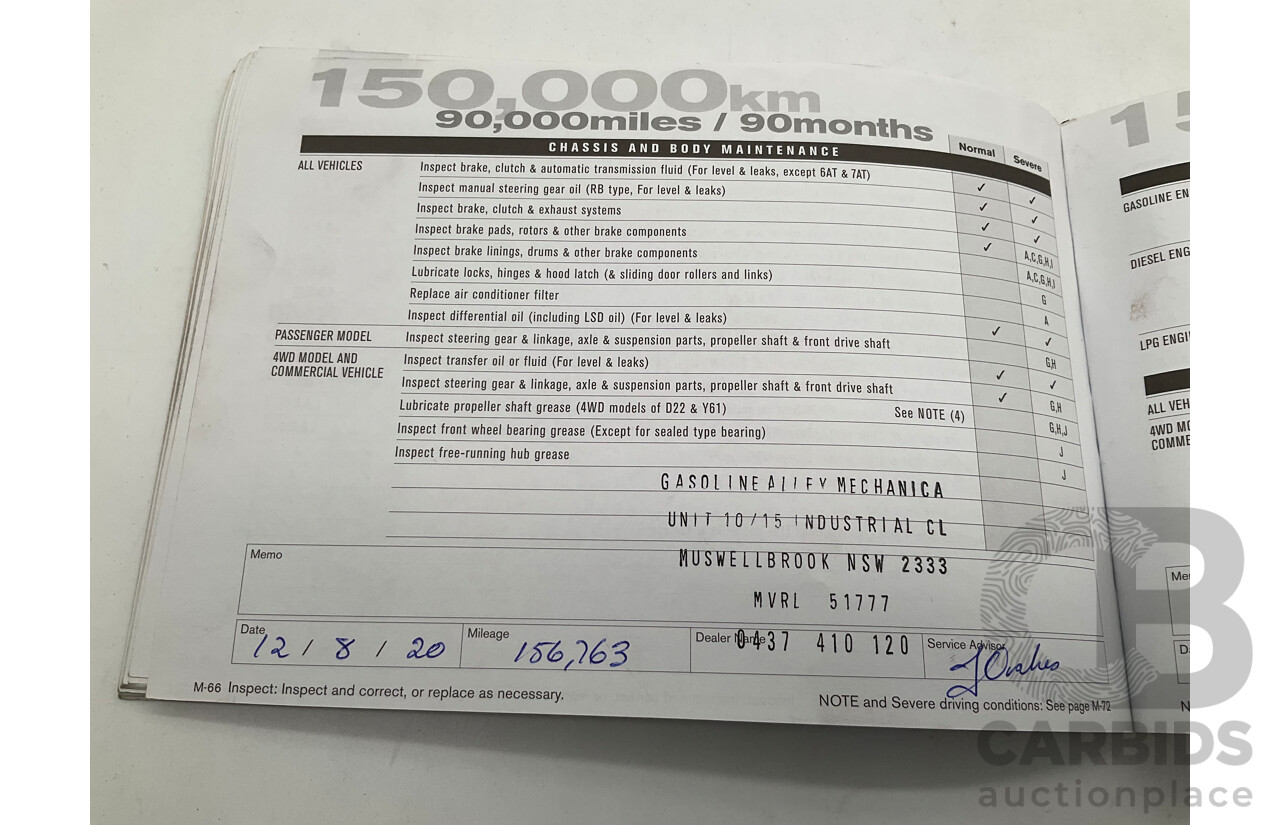 150,000km
90,000miles / 90months
CHASSIS AND BODY MAINTENANCE
Normal Severe
ALL VEHICLES Inspect brake, clutch & automatic transmission fluid (For level & leaks, except 6AT & 7AT) ✓ ✓
Inspect manual steering gear oil (RB type, For level & leaks) ✓ ✓
Inspect brake, clutch & exhaust systems ✓ ✓
Inspect brake pads, rotors & other brake components ✓ A,C,G,H,I
Inspect brake linings, drums & other brake components A,C,G,H,I
Lubricate locks, hinges & hood latch (& sliding door rollers and links) G
Replace air conditioner filter A
Inspect differential oil (including LSD oil) (For level & leaks) ✓ ✓
PASSENGER MODEL Inspect steering gear & linkage, axle & suspension parts, propeller shaft & front drive shaft G,H
4WD MODEL AND
COMMERCIAL VEHICLE
Inspect transfer oil or fluid (For level & leaks) ✓ ✓
Inspect steering gear & linkage, axle & suspension parts, propeller shaft & front drive shaft ✓ G,H
Lubricate propeller shaft grease (4WD models of D22 & Y61) See NOTE (4) G,H,J
Inspect front wheel bearing grease (Except for sealed type bearing) J
Inspect free-running hub grease J
GASOLINE ALLEY MECHANICA
UNIT 10/15 INDUSTRIAL CL
MUSWELLBROOK NSW 2333
MVRL 51777
0437 410 120
Memo
Date 12 / 8 / 20
Mileage 156,763
Dealer Name
Service Advisor
M-66 Inspect: Inspect and correct, or replace as necessary.
NOTE and Severe driving conditions: See page M-72
15
GASOLINE EN
DIESEL ENG
LPG ENGI
ALL VEH
4WD MO
COMME
Me
D
N
CB
CARBIDS
auctionplace